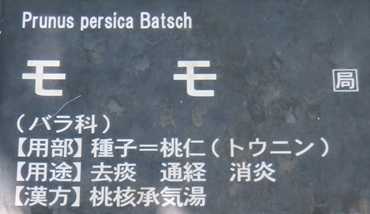 Prunus persica Batsch
モモ 局
(バラ科)
【用部】種子=桃仁(トウニン)
【用途】去痰 通経 消炎
【漢方】桃核承気湯